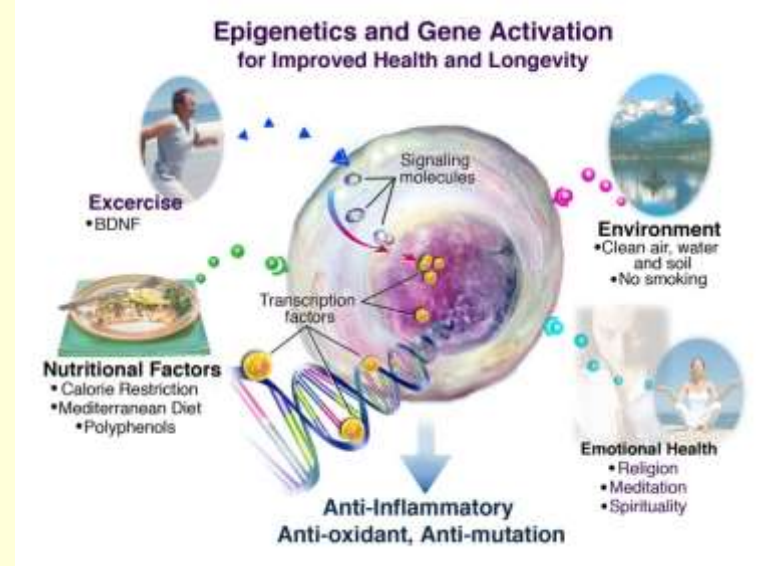 Epigenetics and Gene Activation
for Improved Health and Longevity
Signaling
molecules
Excercise
•BDNF
Environment
•Clean air, water
and soil
•No smoking
Transcription
factors
Nutritional Factors
• Calorie Restriction
•Mediterranean Diet
•Polyphenols
Emotional Health
•Religion
•Meditation
•Spirituality
Anti-Inflammatory
Anti-oxidant, Anti-mutation